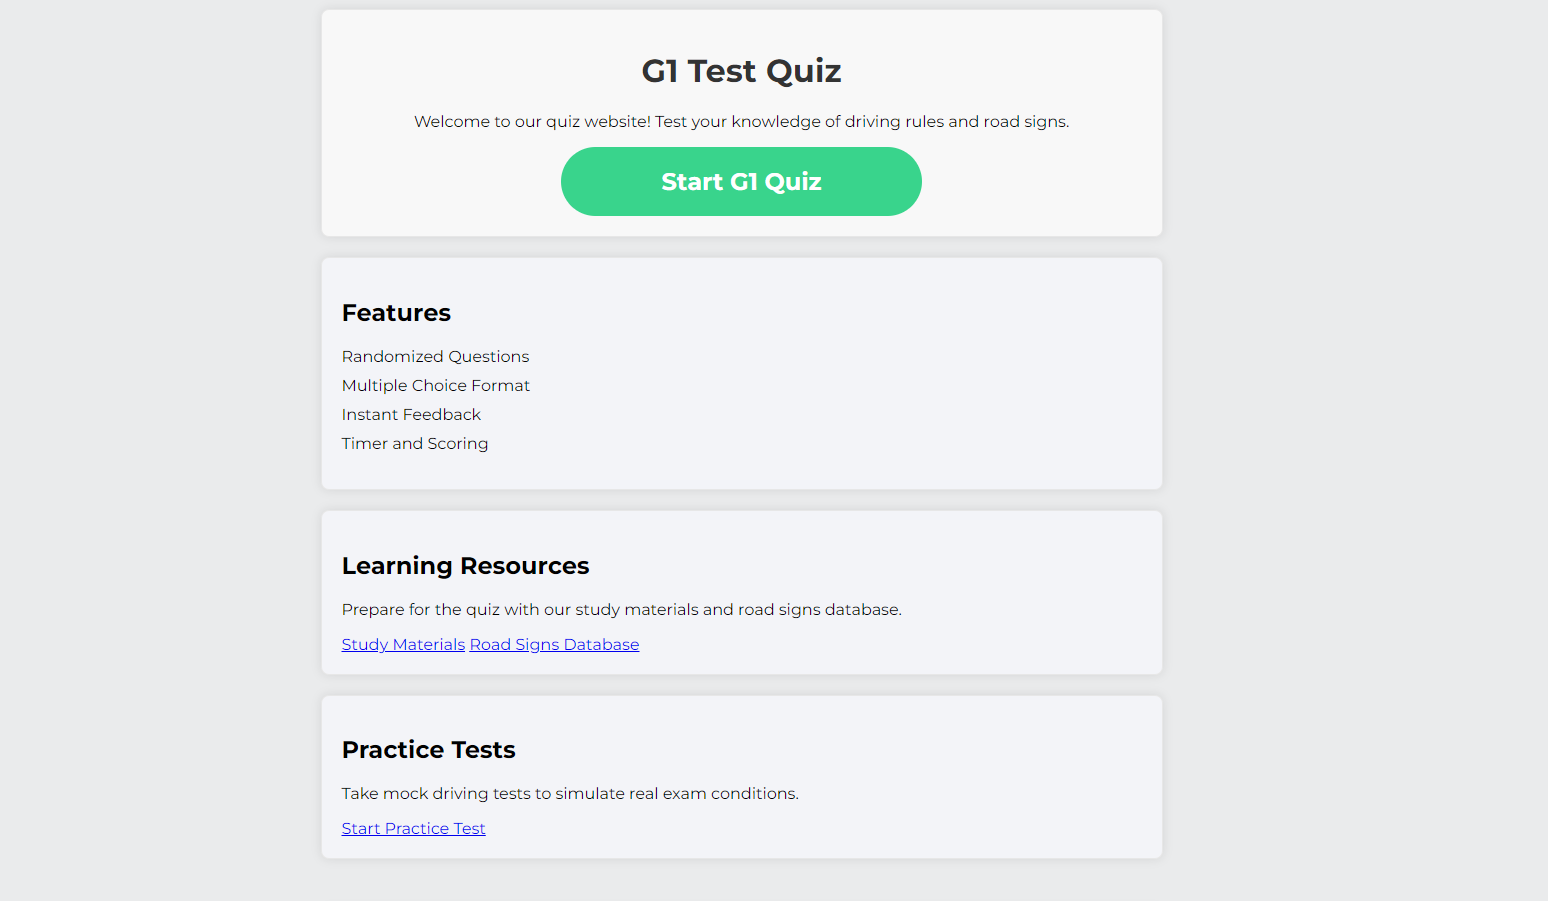 G1 Test Quiz
Welcome to our quiz website! Test your knowledge of driving rules and road signs.
Start G1 Quiz
Features
Randomized Questions
Multiple Choice Format
Instant Feedback
Timer and Scoring
Learning Resources
Prepare for the quiz with our study materials and road signs database.
Study Materials Road Signs Database
Practice Tests
Take mock driving tests to simulate real exam conditions.
Start Practice Test